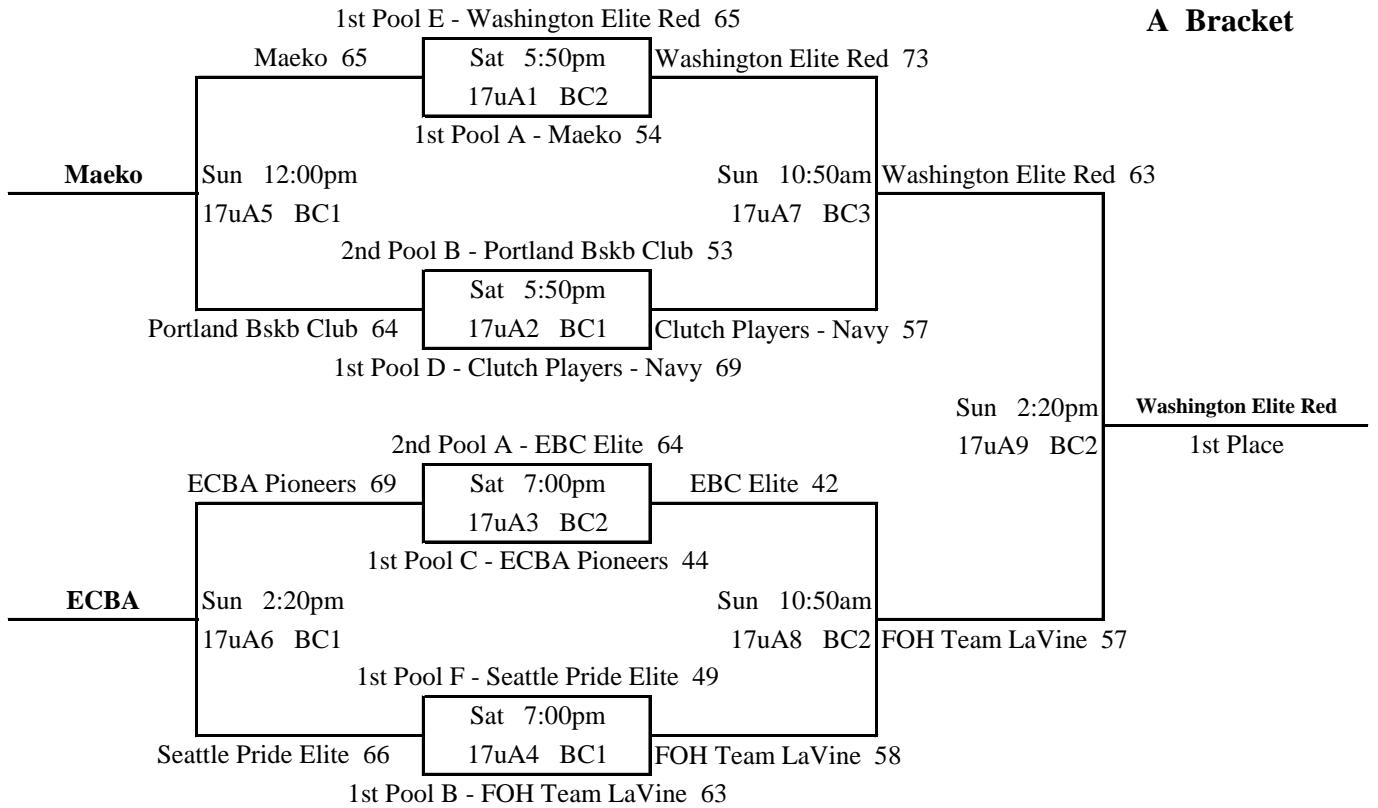 1st Pool E - Washington Elite Red 65
A Bracket
Maeko 65
Sat 5:50pm
Washington Elite Red 73
17uA1 BC2
1st Pool A - Maeko 54
Maeko
Sun 12:00pm
Sun 10:50am
Washington Elite Red 63
17uA5 BC1
17uA7 BC3
2nd Pool B - Portland Bskb Club 53
Sat 5:50pm
Portland Bskb Club 64
17uA2 BC1
Clutch Players - Navy 57
1st Pool D - Clutch Players - Navy 69
Sun 2:20pm
Washington Elite Red
17uA9 BC2
1st Place
2nd Pool A - EBC Elite 64
ECBA Pioneers 69
Sat 7:00pm
EBC Elite 42
17uA3 BC2
1st Pool C - ECBA Pioneers 44
ECBA
Sun 2:20pm
Sun 10:50am
17uA6 BC1
17uA8 BC2
FOH Team LaVine 57
1st Pool F - Seattle Pride Elite 49
Sat 7:00pm
Seattle Pride Elite 66
17uA4 BC1
FOH Team LaVine 58
1st Pool B - FOH Team LaVine 63